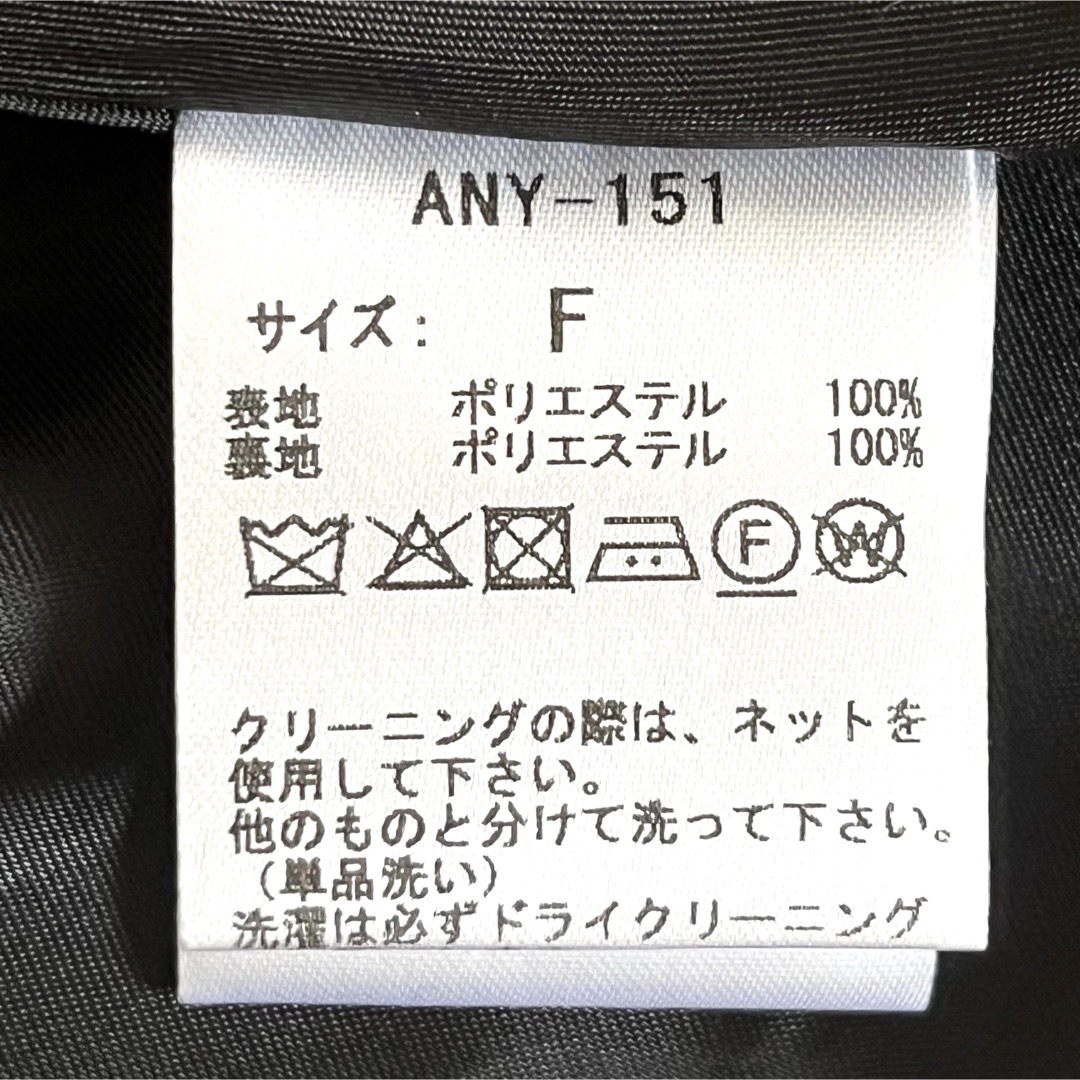 ANY-151
サイズ： F
表地 ポリエステル 100%
裏地 ポリエステル 100%
F W
クリーニングの際は、ネットを
使用して下さい。
他のものと分けて洗って下さい。
（単品洗い）
洗濯は必ずドライクリーニング